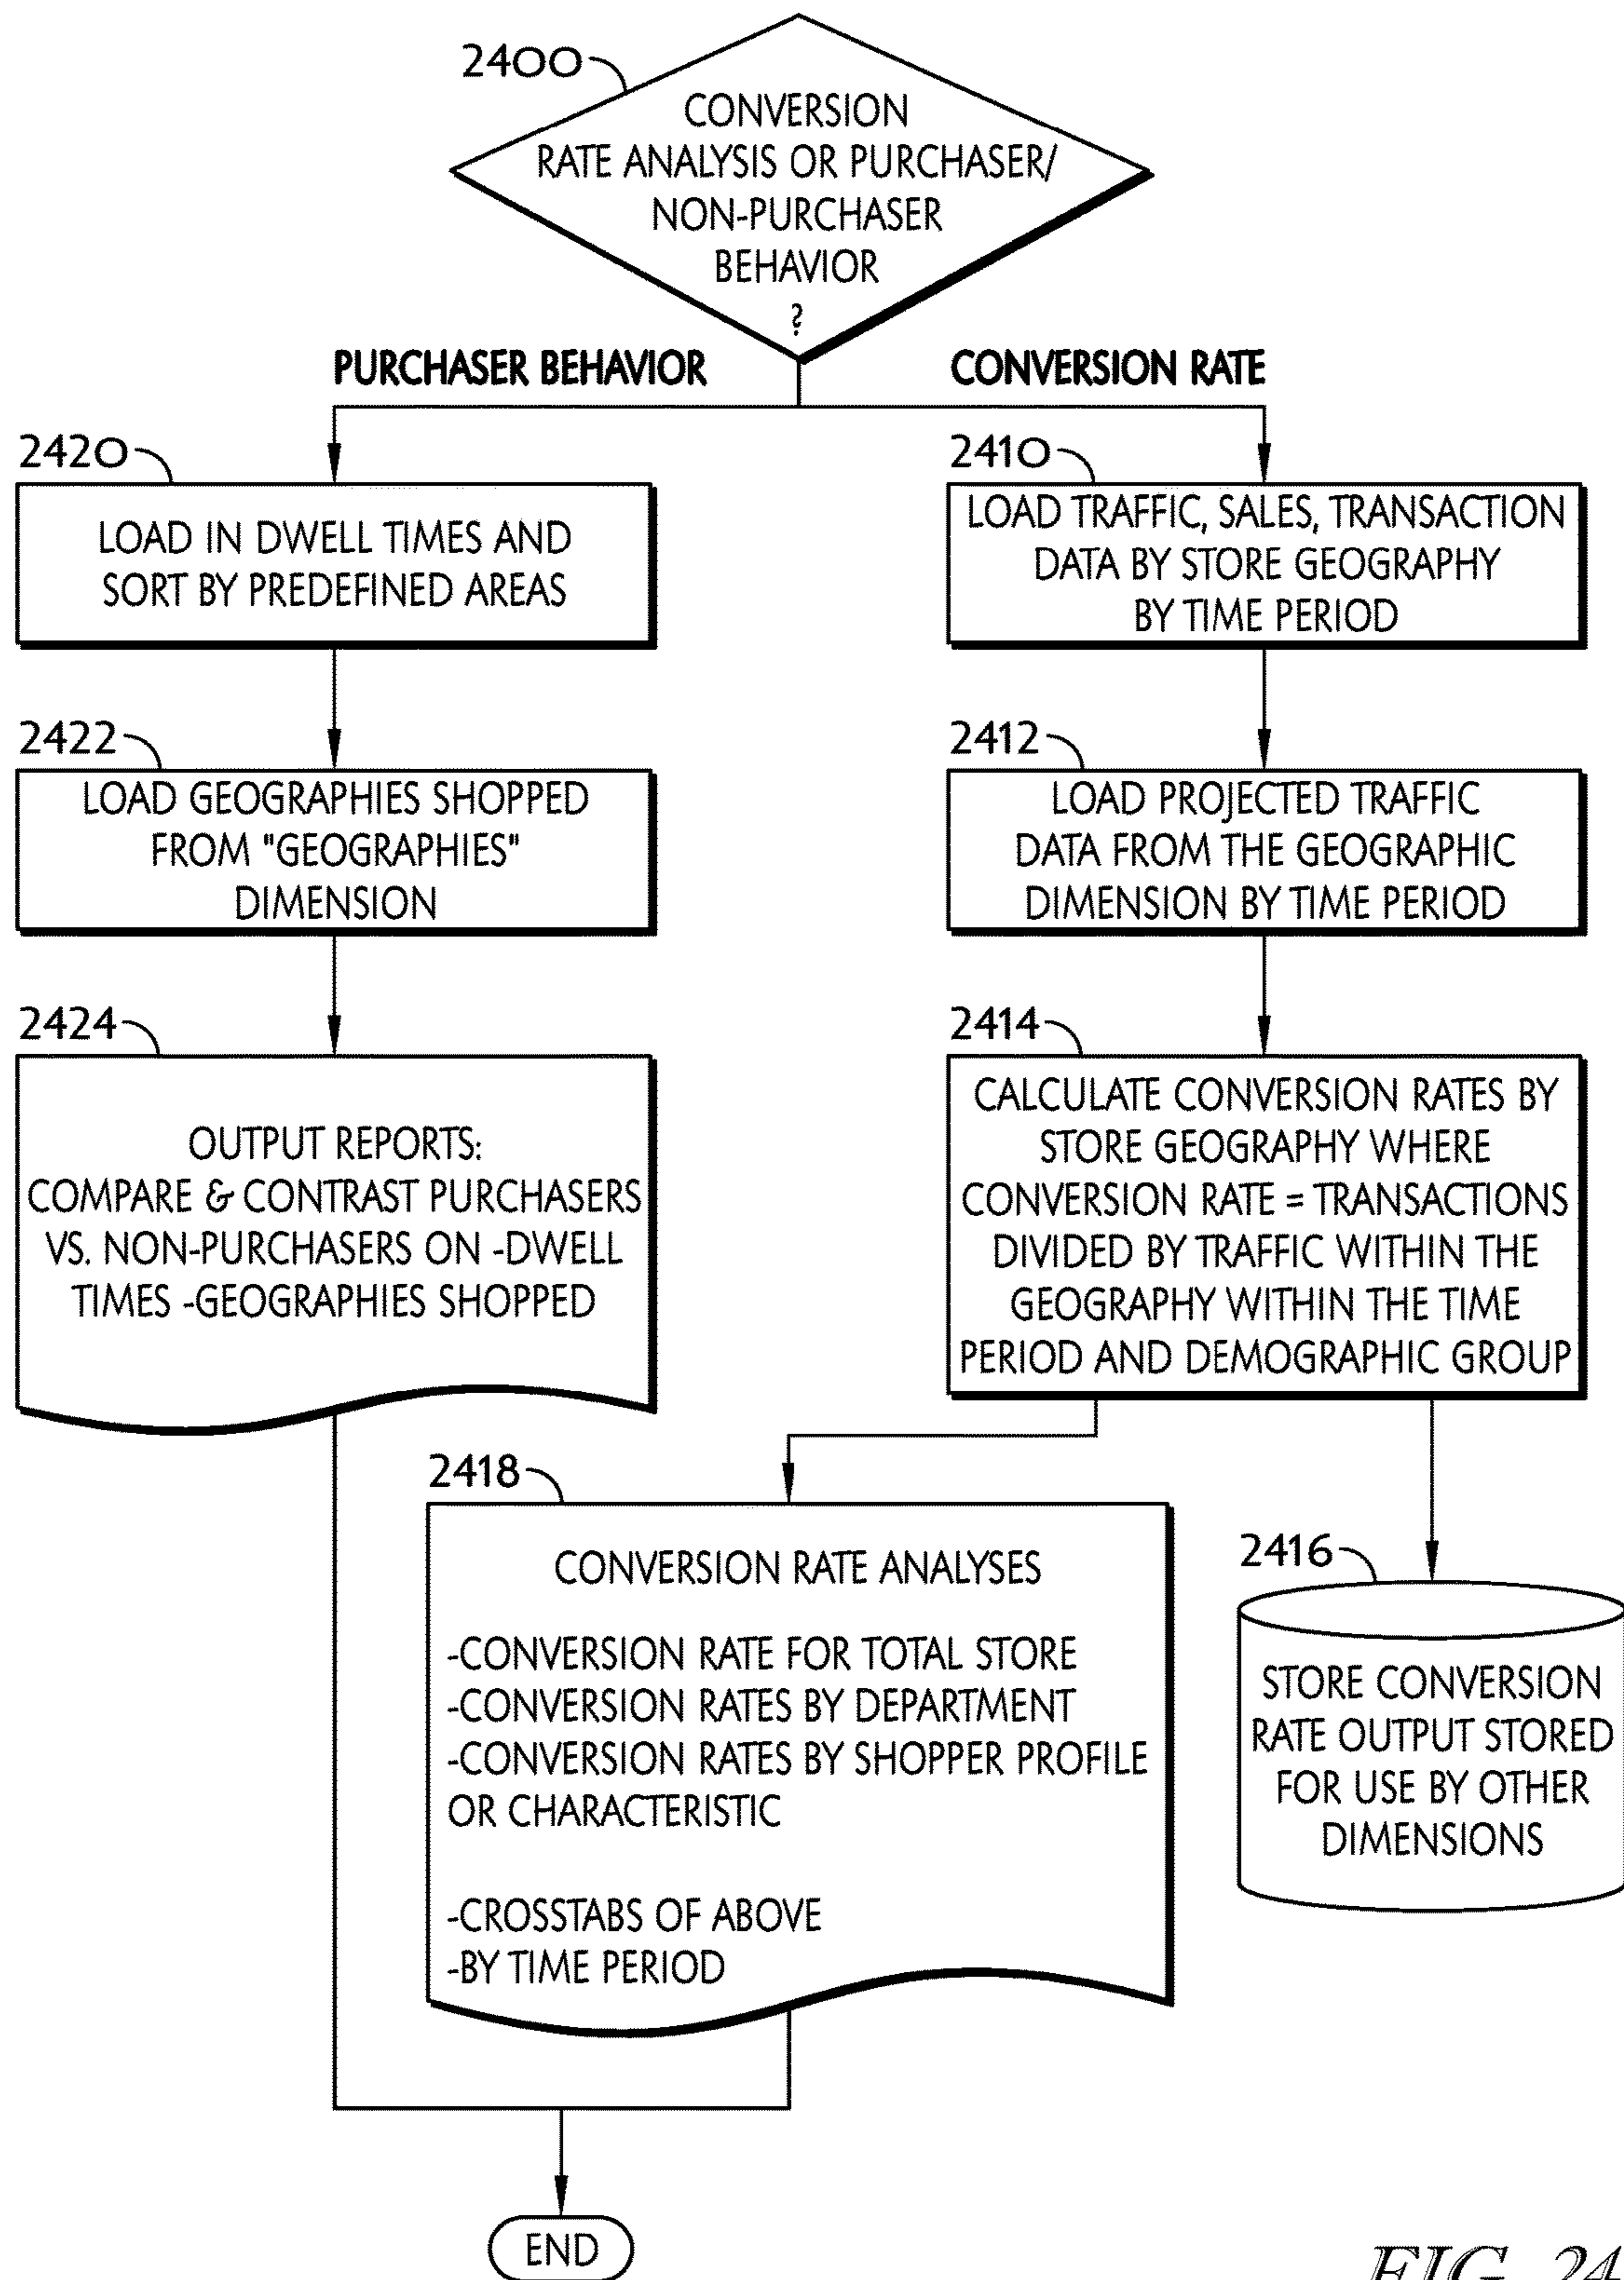 2400
CONVERSION
RATE ANALYSIS OR PURCHASER/
NON-PURCHASER
BEHAVIOR
?
PURCHASER BEHAVIOR
CONVERSION RATE
2420
LOAD IN DWELL TIMES AND
SORT BY PREDEFINED AREAS
2410
LOAD TRAFFIC, SALES, TRANSACTION
DATA BY STORE GEOGRAPHY
BY TIME PERIOD
2422
LOAD GEOGRAPHIES SHOPPED
FROM "GEOGRAPHIES"
DIMENSION
2412
LOAD PROJECTED TRAFFIC
DATA FROM THE GEOGRAPHIC
DIMENSION BY TIME PERIOD
2424
OUTPUT REPORTS:
COMPARE & CONTRAST PURCHASERS
VS. NON-PURCHASERS ON -DWELL
TIMES -GEOGRAPHIES SHOPPED
2414
CALCULATE CONVERSION RATES BY
STORE GEOGRAPHY WHERE
CONVERSION RATE = TRANSACTIONS
DIVIDED BY TRAFFIC WITHIN THE
GEOGRAPHY WITHIN THE TIME
PERIOD AND DEMOGRAPHIC GROUP
2418
CONVERSION RATE ANALYSES
-CONVERSION RATE FOR TOTAL STORE
-CONVERSION RATES BY DEPARTMENT
-CONVERSION RATES BY SHOPPER PROFILE
OR CHARACTERISTIC
-CROSSTABS OF ABOVE
-BY TIME PERIOD
2416
STORE CONVERSION
RATE OUTPUT STORED
FOR USE BY OTHER
DIMENSIONS
END
FIG. 24